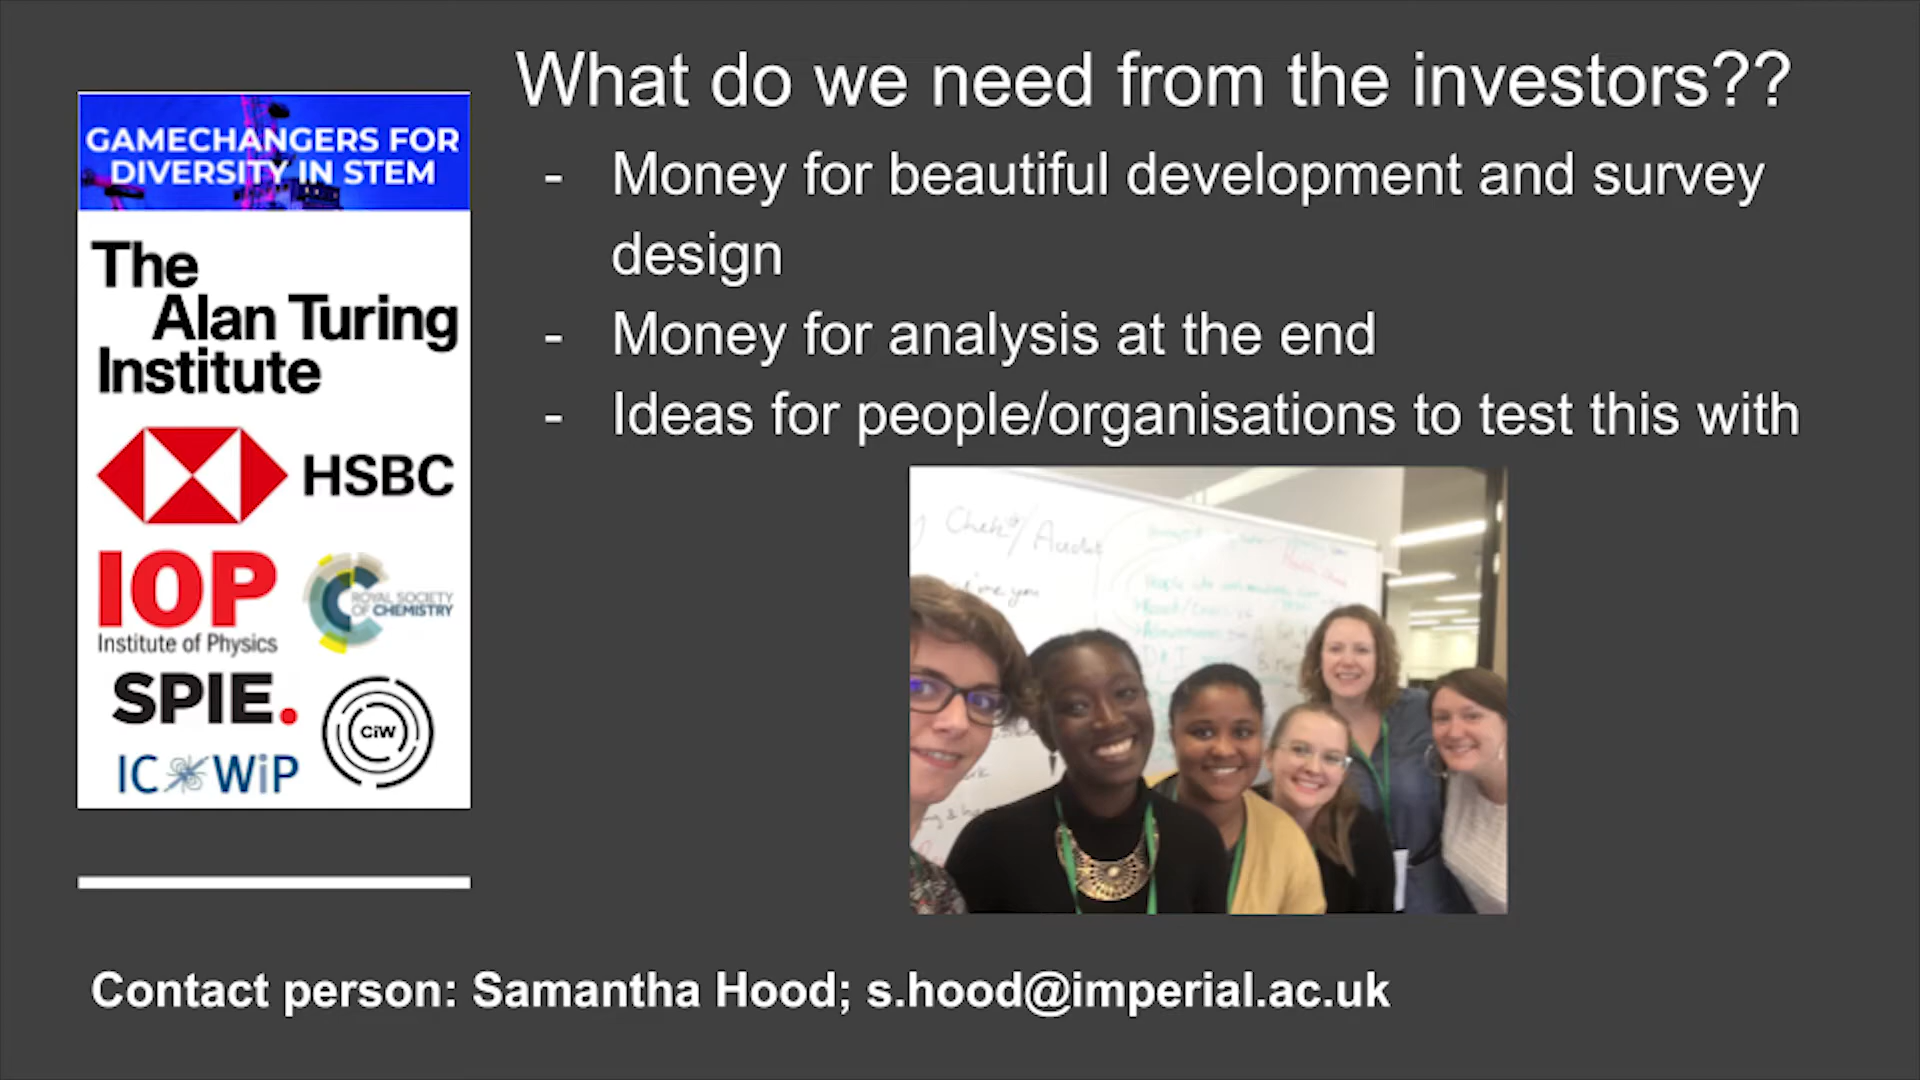 What do we need from the investors??
- Money for beautiful development and survey
design
- Money for analysis at the end
- Ideas for people/organisations to test this with
GAMECHANGERS FOR
DIVERSITY IN STEM
The
Alan Turing
Institute
HSBC
IOP
Institute of Physics
ROYAL SOCIETY
OF CHEMISTRY
SPIE.
CiW
IC WiP
Audit
Contact person: Samantha Hood; s.hood@imperial.ac.uk